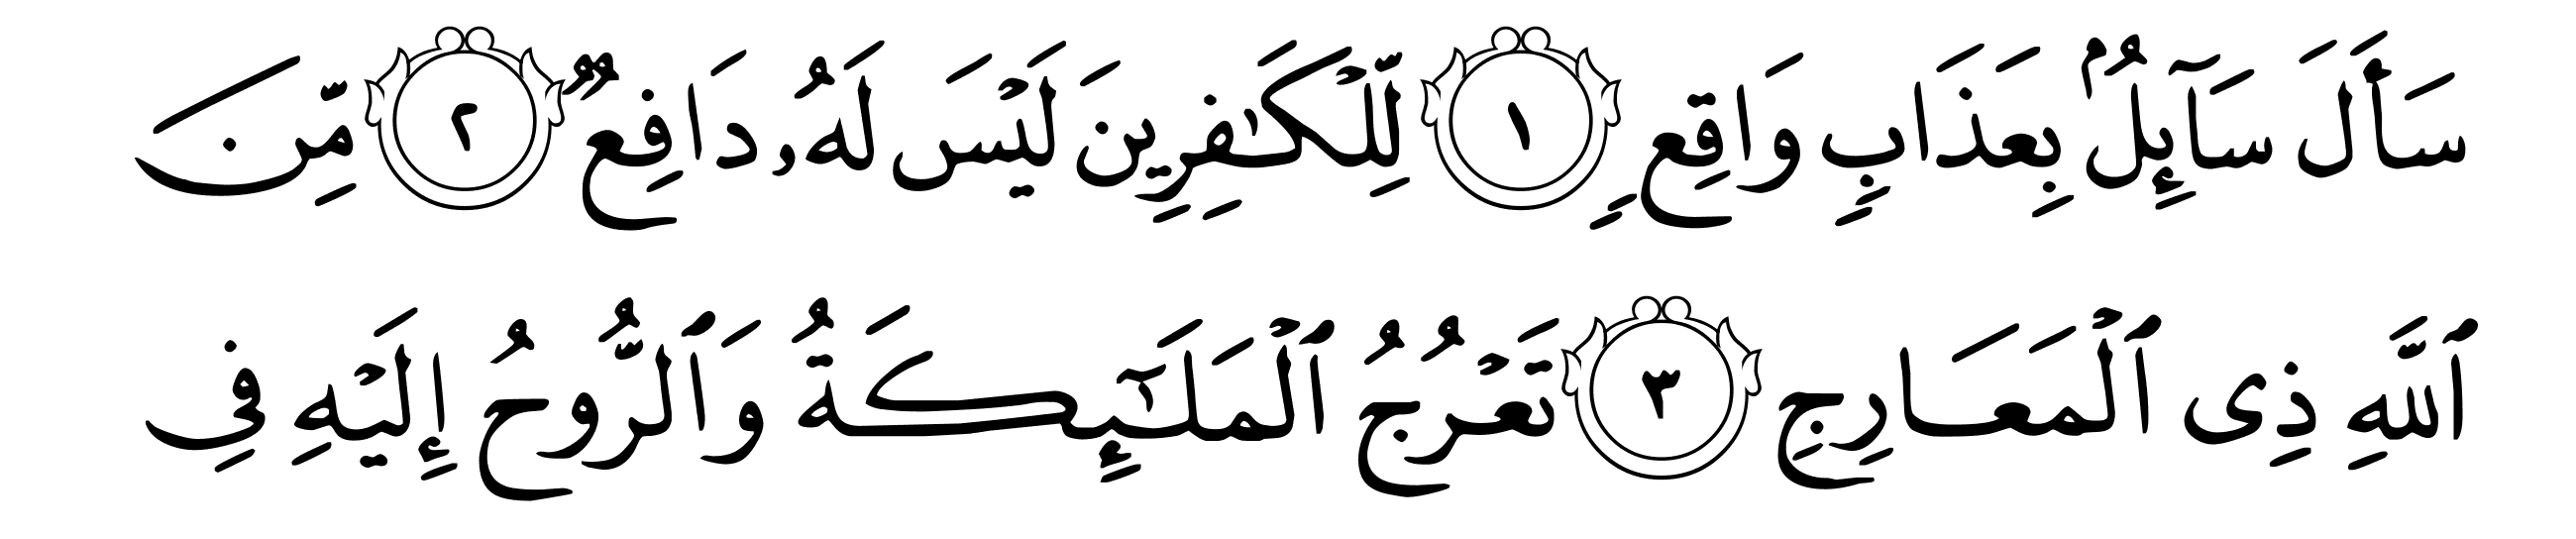 سَأَلَ سَآئِلُۢ بِعَذَابٍ وَاقِعٍ ١ لِّلْكَـٰفِرِينَ لَيْسَ لَهُۥ دَافِعٌ ٢ مِّنَ
ٱللَّهِ ذِى ٱلْمَعَارِجِ ٣ تَعْرُجُ ٱلْمَلَـٰٓئِكَةُ وَٱلرُّوحُ إِلَيْهِ فِى